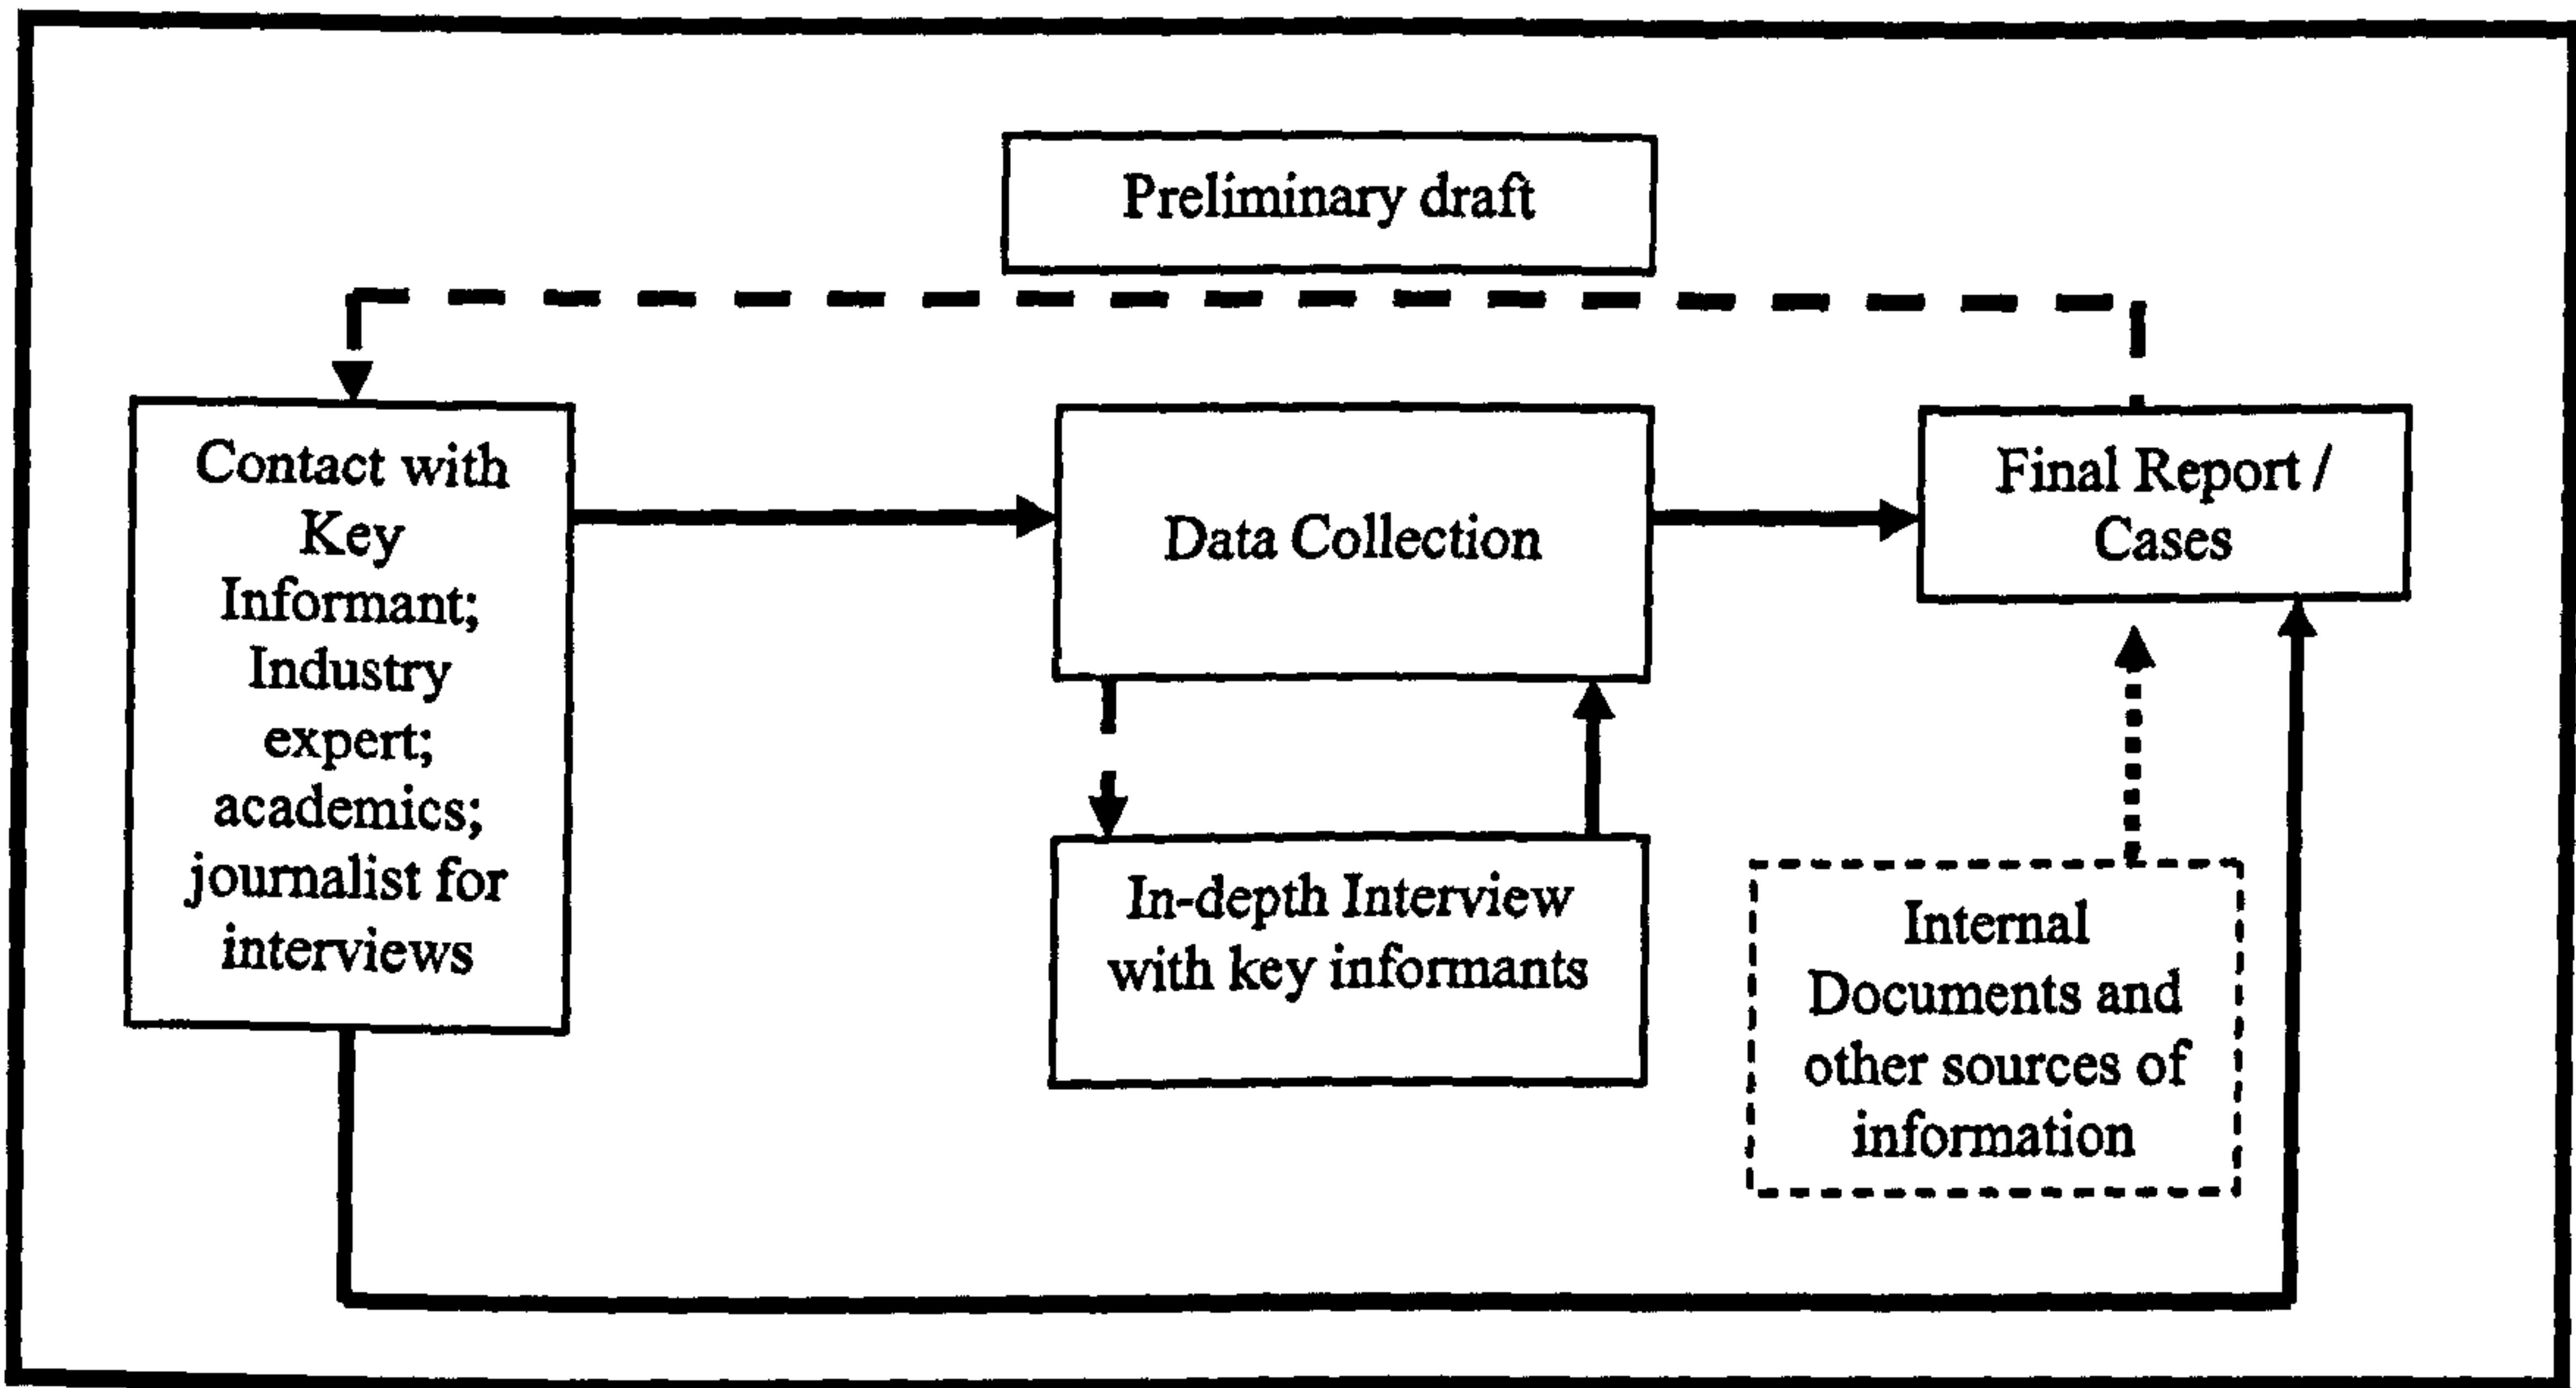 Preliminary draft
Contact with
Key
Informant;
Industry
expert;
academics;
journalist for
interviews
Data Collection
Final Report /
Cases
In-depth Interview
with key informants
Internal
Documents and
other sources of
information